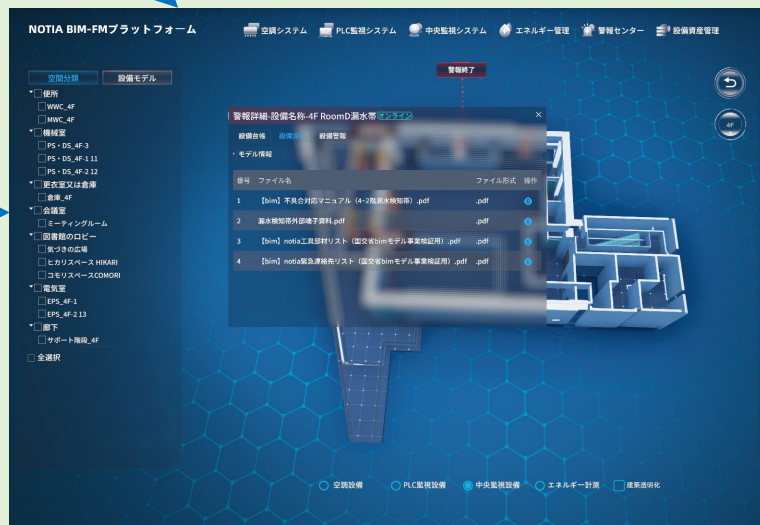 NOTIA BIM-FMプラットフォーム
空調システム PLC監視システム 中央監視システム エネルギー管理 警報センター 設備資産管理
空間分類 設備モデル
警報終了
便所
WWC_4F
MWC_4F
機械室
PS・DS_4F-3
PS・DS_4F-1 11
PS・DS_4F-2 12
更衣室又は倉庫
倉庫_4F
会議室
ミーティングルーム
図書館のロビー
気づきの広場
ヒカリスペース HIKARI
コモリスペースCOMORI
電気室
EPS_4F-1
EPS_4F-2 13
廊下
サポート階段_4F
全選択
警報詳細-設備名称-4F RoomD漏水帯 オンライン ×
設備台帳 設備 設備警報
・モデル情報
番号 ファイル名 ファイル形式 操作
1 【bim】不具合対応マニュアル(4~2階漏水検知帯).pdf .pdf
2 漏水検知帯外部端子資料.pdf .pdf
3 【bim】notia工具部材リスト(国交省bimモデル事業検証用).pdf .pdf
4 【bim】notia緊急連絡先リスト(国交省bimモデル事業検証用).pdf .pdf
4F
空調設備 PLC監視設備 中央監視設備 エネルギー計測 建築透明化